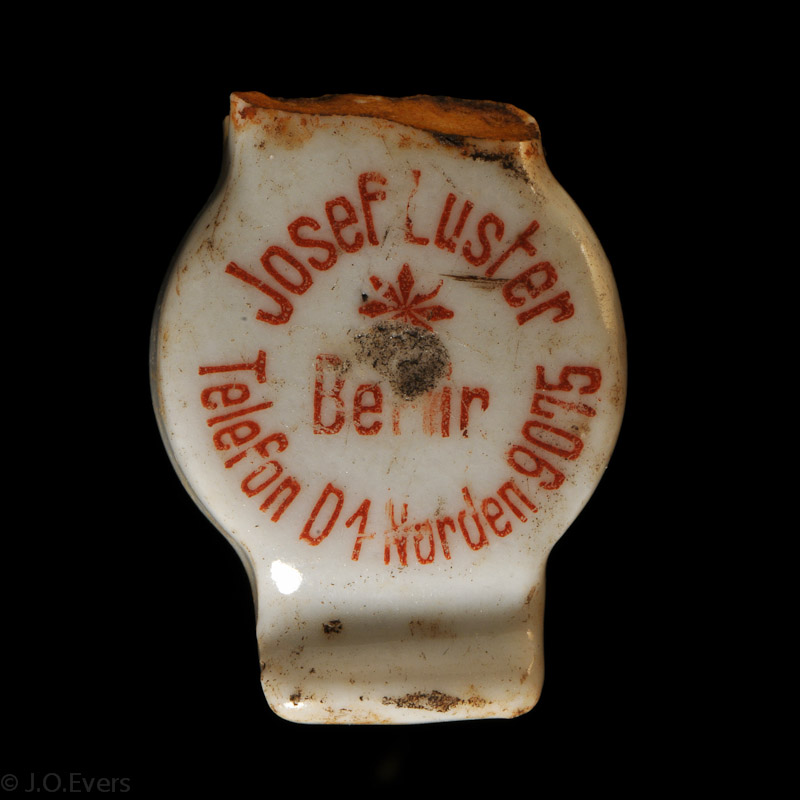 Josef Luster
Berlin
Telefon D1 Norden 9075
© J.O.Evers